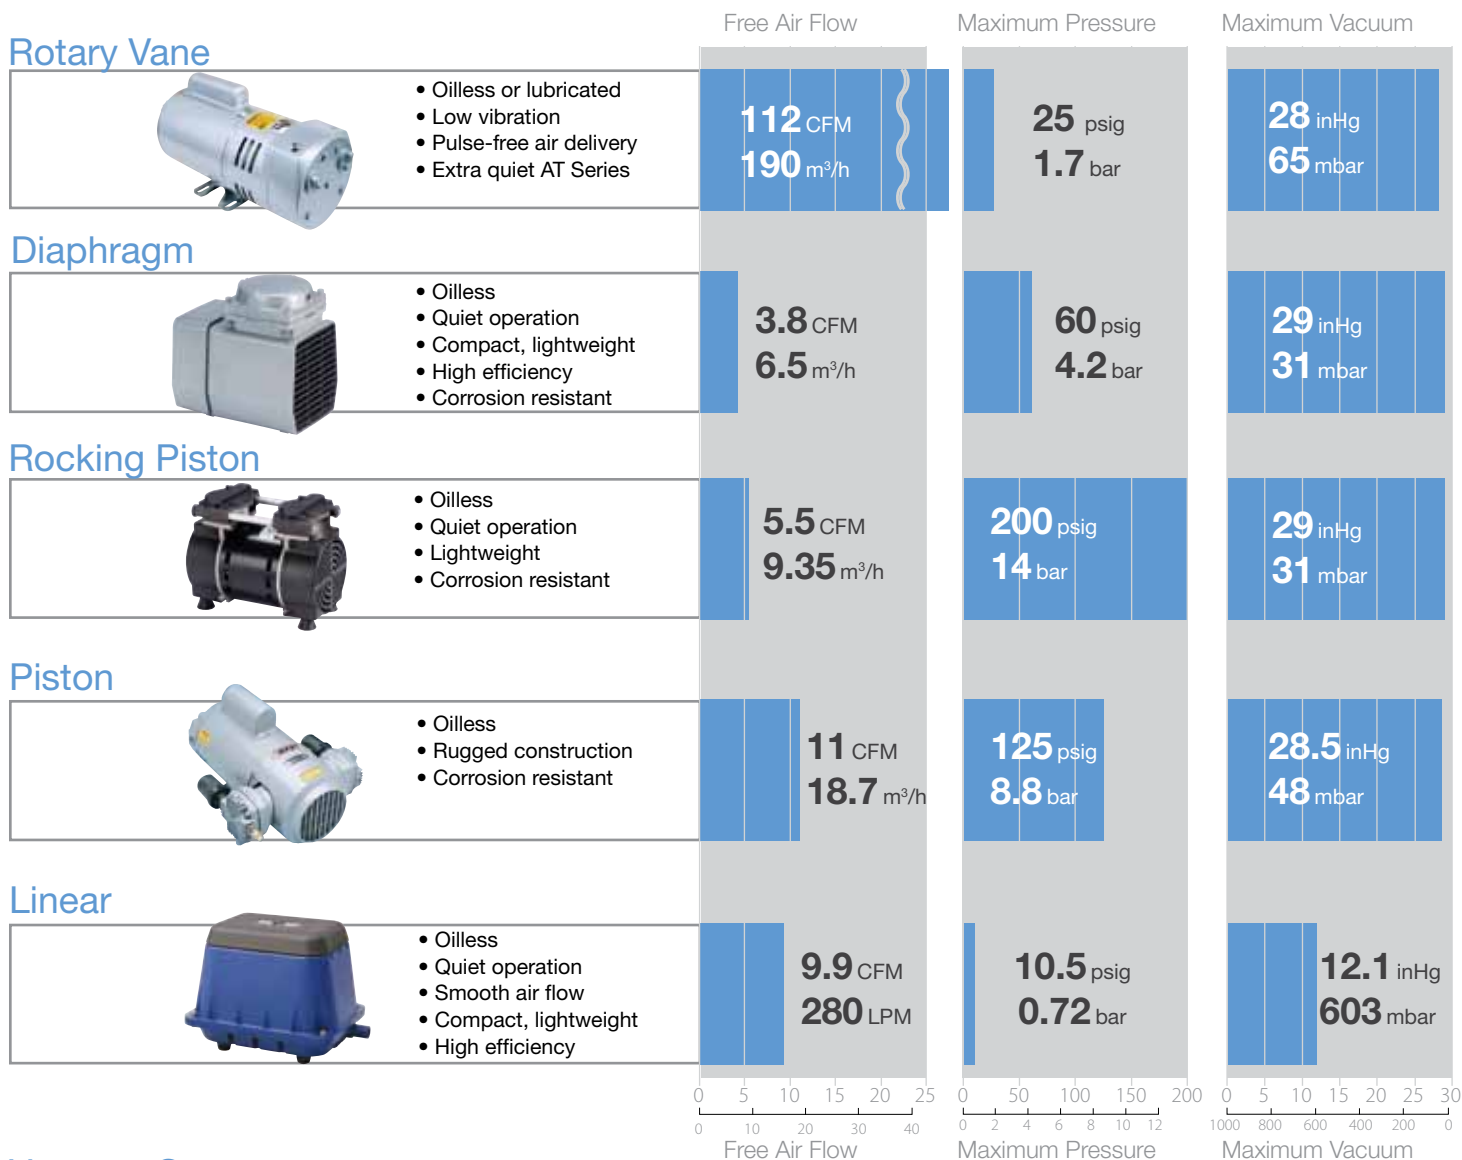 Free Air Flow Maximum Pressure Maximum Vacuum
Rotary Vane
• Oilless or lubricated
• Low vibration
• Pulse-free air delivery
• Extra quiet AT Series
112 CFM
190 m³/h
25 psig
1.7 bar
28 inHg
65 mbar
Diaphragm
• Oilless
• Quiet operation
• Compact, lightweight
• High efficiency
• Corrosion resistant
3.8 CFM
6.5 m³/h
60 psig
4.2 bar
29 inHg
31 mbar
Rocking Piston
• Oilless
• Quiet operation
• Lightweight
• Corrosion resistant
5.5 CFM
9.35 m³/h
200 psig
14 bar
29 inHg
31 mbar
Piston
• Oilless
• Rugged construction
• Corrosion resistant
11 CFM
18.7 m³/h
125 psig
8.8 bar
28.5 inHg
48 mbar
Linear
• Oilless
• Quiet operation
• Smooth air flow
• Compact, lightweight
• High efficiency
9.9 CFM
280 LPM
10.5 psig
0.72 bar
12.1 inHg
603 mbar
0 5 10 15 20 25 0 50 100 150 200 0 5 10 15 20 25 30
0 10 20 30 40 0 2 4 6 8 10 12 1000 800 600 400 200 0
Free Air Flow Maximum Pressure Maximum Vacuum